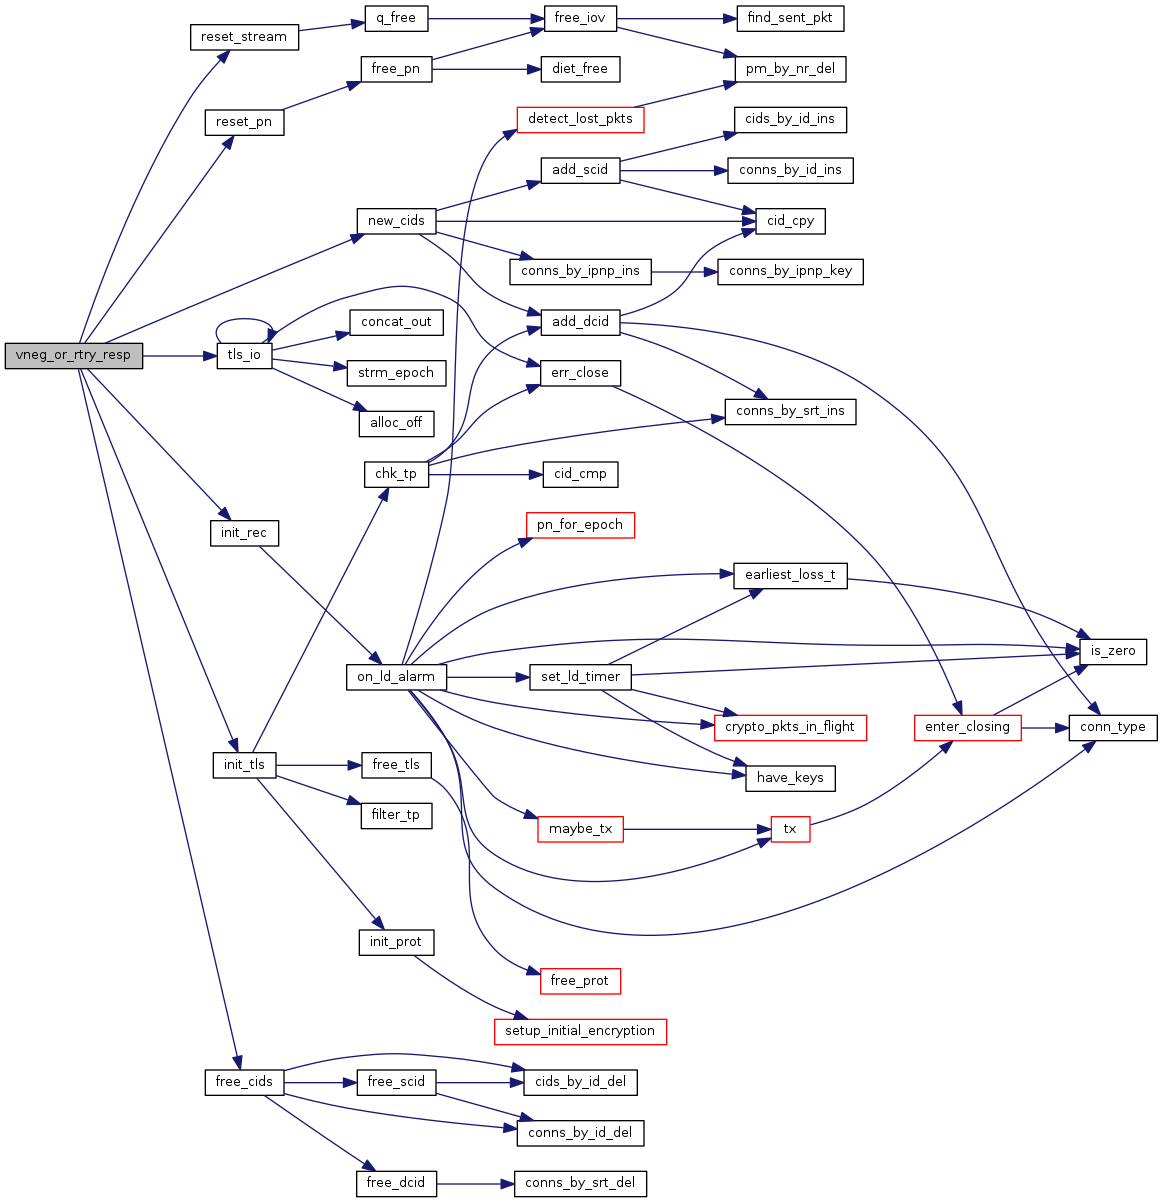 vneg_or_rtry_resp
reset_stream
q_free
free_iov
find_sent_pkt
reset_pn
free_pn
diet_free
pm_by_nr_del
detect_lost_pkts
new_cids
add_scid
cids_by_id_ins
conns_by_id_ins
cid_cpy
conns_by_ipnp_ins
conns_by_ipnp_key
add_dcid
tls_io
concat_out
strm_epoch
alloc_off
err_close
conns_by_srt_ins
chk_tp
cid_cmp
init_rec
pn_for_epoch
earliest_loss_t
is_zero
on_ld_alarm
set_ld_timer
crypto_pkts_in_flight
enter_closing
conn_type
have_keys
init_tls
free_tls
filter_tp
maybe_tx
tx
init_prot
free_prot
setup_initial_encryption
free_cids
free_scid
cids_by_id_del
conns_by_id_del
free_dcid
conns_by_srt_del